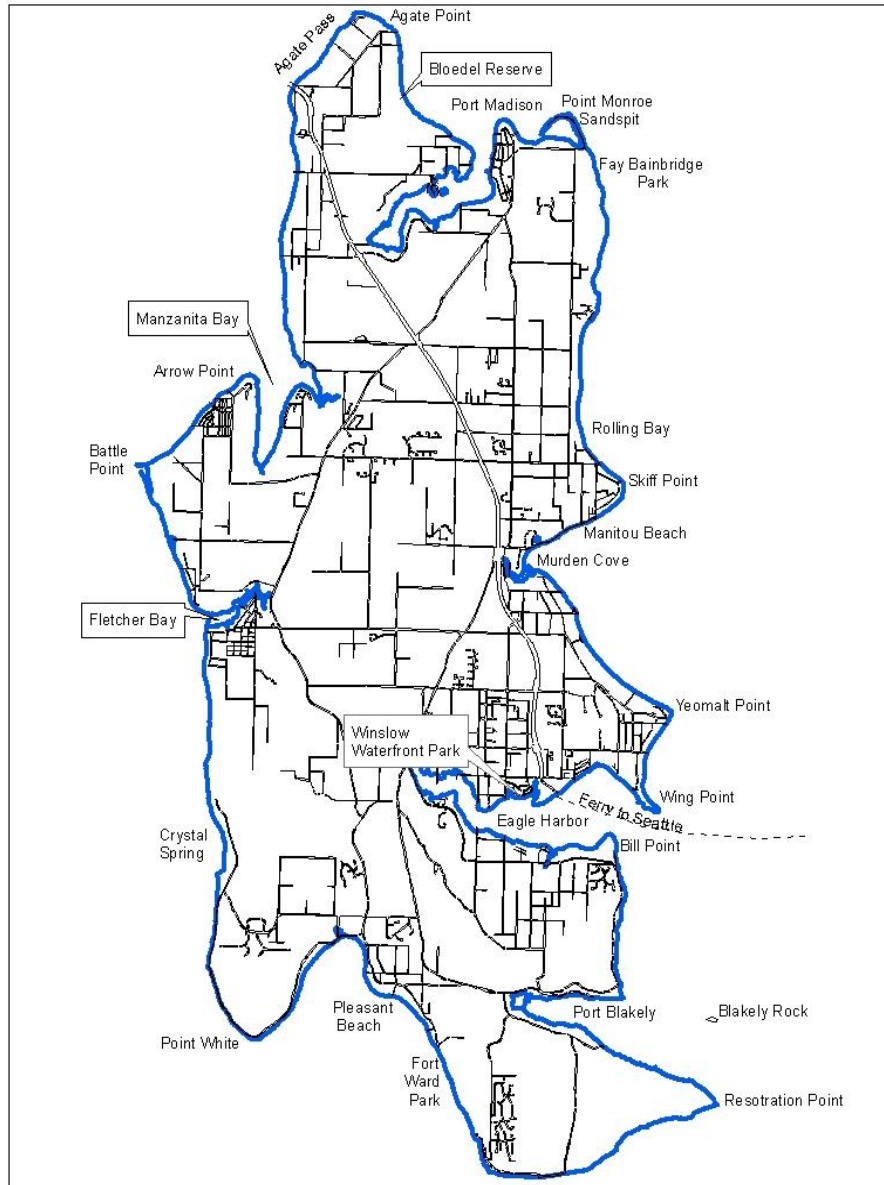 Agate Point
Agate Pass
Bloedel Reserve
Port Madison
Point Monroe
Sandspit
Fay Bainbridge
Park
Manzanita Bay
Arrow Point
Rolling Bay
Battle
Point
Skiff Point
Manitou Beach
Murden Cove
Fletcher Bay
Yeomalt Point
Winslow
Waterfront Park
Wing Point
Ferry to Seattle
Eagle Harbor
Crystal
Spring
Bill Point
Pleasant
Beach
Port Blakely
Blakely Rock
Point White
Fort
Ward
Park
Resotration Point